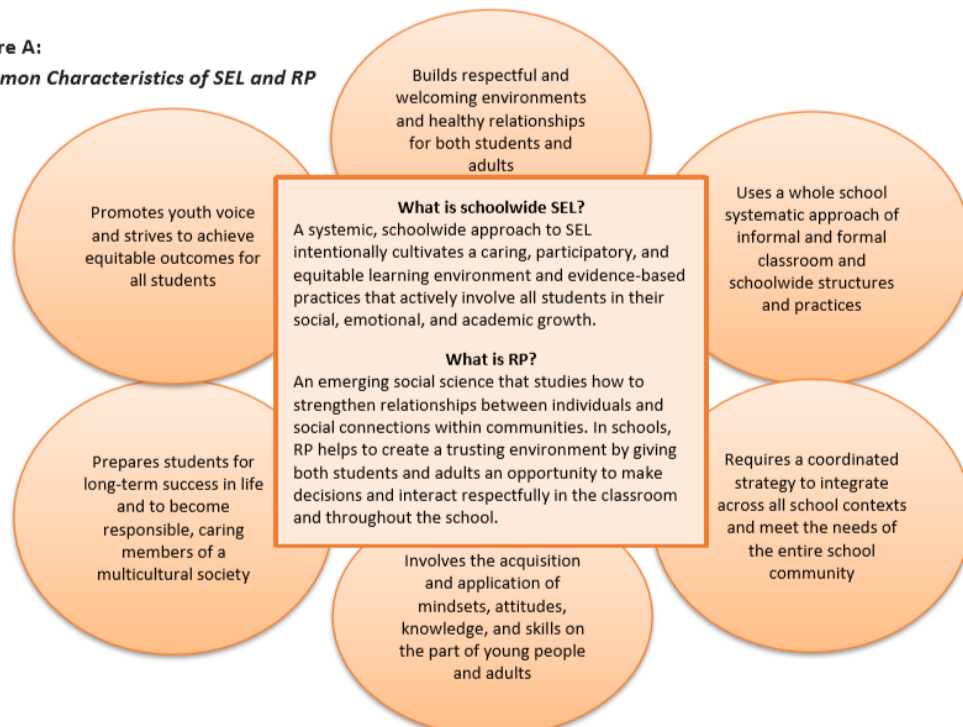 re A:
mon Characteristics of SEL and RP
Builds respectful and
welcoming environments
and healthy relationships
for both students and
adults
Promotes youth voice
and strives to achieve
equitable outcomes for
all students
Uses a whole school
systematic approach of
informal and formal
classroom and
schoolwide structures
and practices
What is schoolwide SEL?
A systemic, schoolwide approach to SEL
intentionally cultivates a caring, participatory, and
equitable learning environment and evidence-based
practices that actively involve all students in their
social, emotional, and academic growth.
What is RP?
An emerging social science that studies how to
strengthen relationships between individuals and
social connections within communities. In schools,
RP helps to create a trusting environment by giving
both students and adults an opportunity to make
decisions and interact respectfully in the classroom
and throughout the school.
Prepares students for
long-term success in life
and to become
responsible, caring
members of a
multicultural society
Requires a coordinated
strategy to integrate
across all school contexts
and meet the needs of
the entire school
community
Involves the acquisition
and application of
mindsets, attitudes,
knowledge, and skills on
the part of young people
and adults